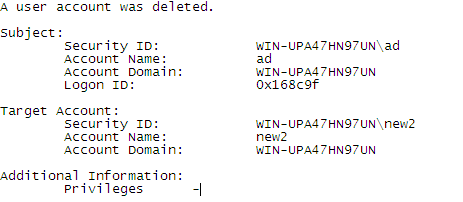 A user account was deleted.
Subject:
Security ID: WIN-UPA47HN97UN\ad
Account Name: ad
Account Domain: WIN-UPA47HN97UN
Logon ID: 0x168c9f
Target Account:
Security ID: WIN-UPA47HN97UN\new2
Account Name: new2
Account Domain: WIN-UPA47HN97UN
Additional Information:
Privileges -